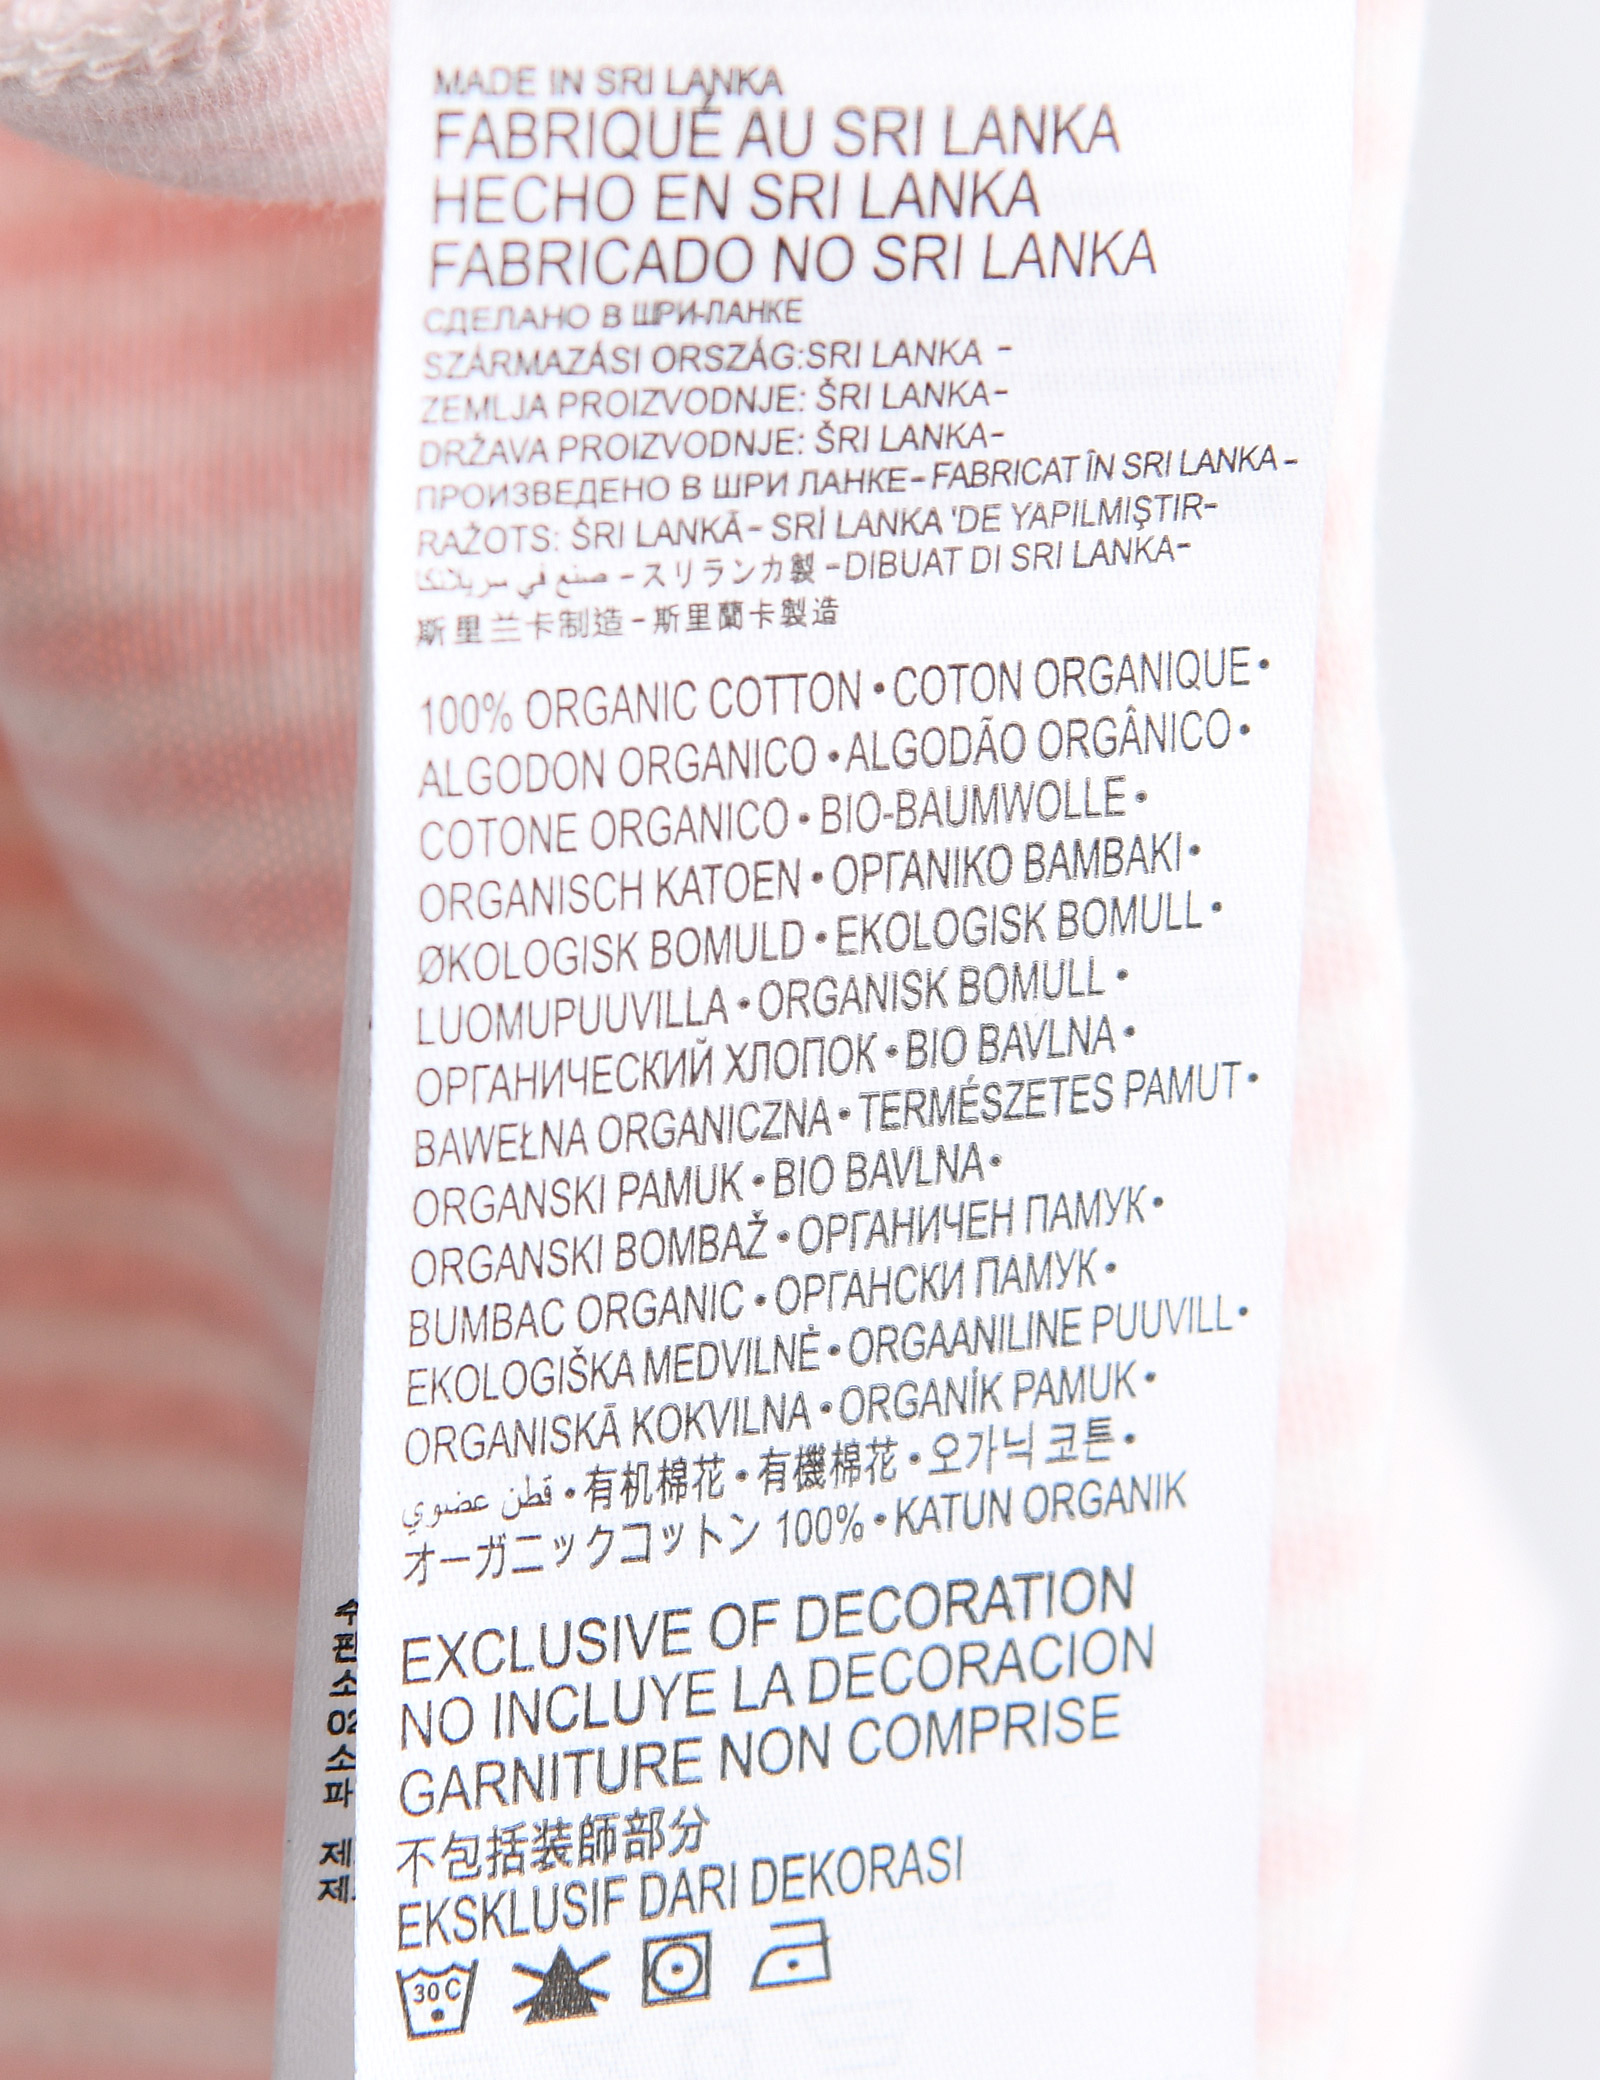 MADE IN SRI LANKA
FABRIQUÉ AU SRI LANKA
HECHO EN SRI LANKA
FABRICADO NO SRI LANKA
СДЕЛАНО В ШРИ-ЛАНКЕ
SZÁRMAZÁSI ORSZÁG:SRI LANKA -
ZEMLJA PROIZVODNJE: ŠRI LANKA-
DRŽAVA PROIZVODNJE: ŠRI LANKA-
ПРОИЗВЕДЕНО В ШРИ ЛАНКЕ-FABRICAT ÎN SRI LANKA -
RAŽOTS: ŠRI LANKĀ- SRİ LANKA 'DE YAPILMIŞTIR-
صنع في سريلانكا -スリランカ製 -DIBUAT DI SRI LANKA-
斯里兰卡制造-斯里蘭卡製造
100% ORGANIC COTTON • COTON ORGANIQUE •
ALGODON ORGANICO • ALGODÃO ORGÂNICO •
COTONE ORGANICO • BIO-BAUMWOLLE •
ORGANISCH KATOEN • ΟΡΓΑΝΙΚΟ ΒΑΜΒΑΚΙ •
ØKOLOGISK BOMULD • EKOLOGISK BOMULL •
LUOMUPUUVILLA • ORGANISK BOMULL •
ОРГАНИЧЕСКИЙ ХЛОПОК • BIO BAVLNA •
BAWEŁNA ORGANICZNA • TERMÉSZETES PAMUT •
ORGANSKI PAMUK • BIO BAVLNA •
ORGANSKI BOMBAŽ • ОРГАНИЧЕН ПАМУК •
BUMBAC ORGANIC • ОРГАНСКИ ПАМУК •
EKOLOGIŠKA MEDVILNĖ • ORGAANILINE PUUVILL •
ORGANISKĀ KOKVILNA • ORGANİK PAMUK •
قطن عضوي • 有机棉花 • 有機棉花 • 오가닉 코튼 •
オーガニックコットン 100% • KATUN ORGANIK
EXCLUSIVE OF DECORATION
NO INCLUYE LA DECORACION
GARNITURE NON COMPRISE
不包括装師部分
EKSKLUSIF DARI DEKORASI
30 C
소
02
소
파
제
제